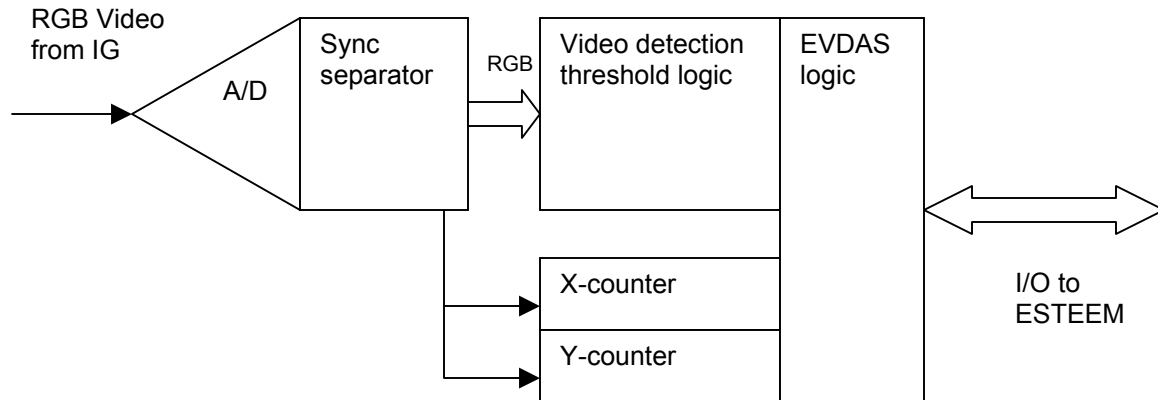 RGB Video
from IG
A/D
Sync
separator
RGB
Video detection
threshold logic
EVDAS
logic
X-counter
Y-counter
I/O to
ESTEEM